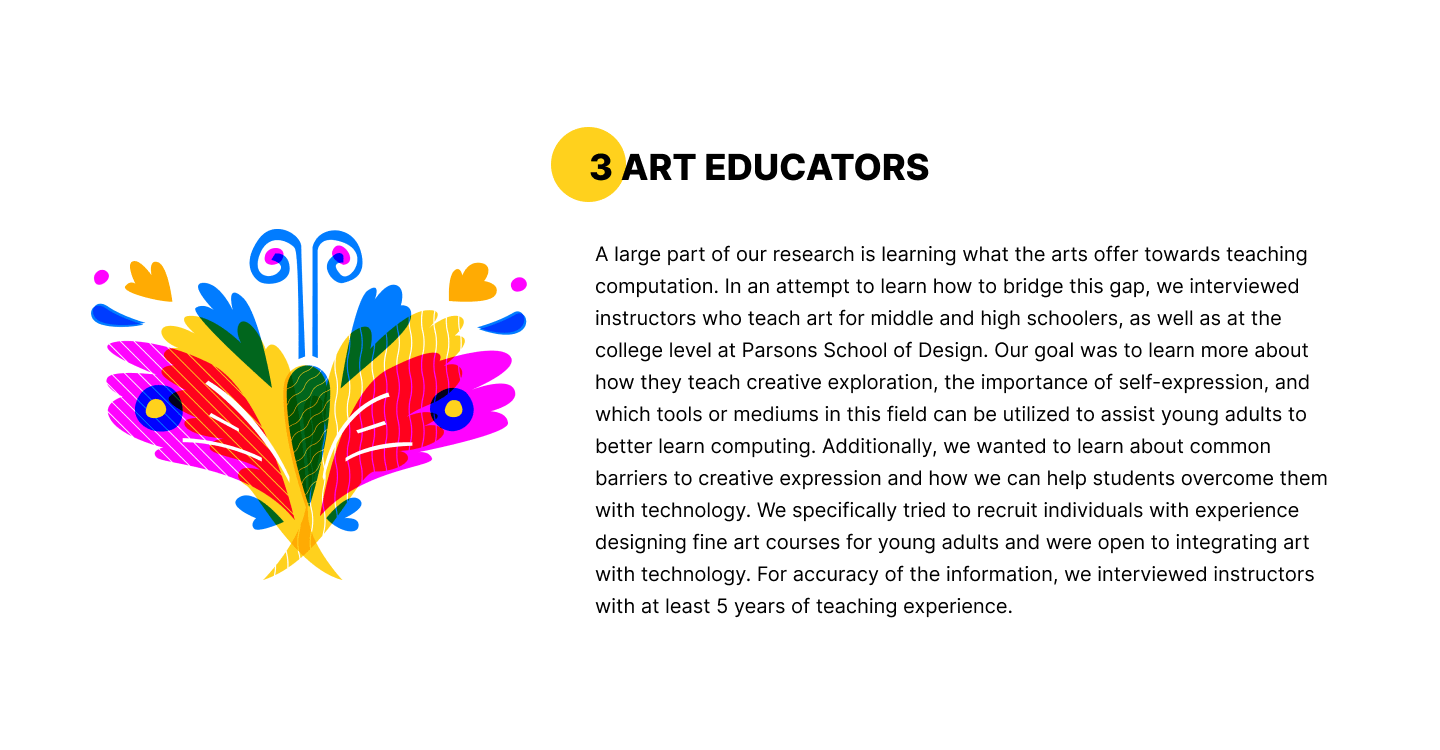 3 ART EDUCATORS
A large part of our research is learning what the arts offer towards teaching
computation. In an attempt to learn how to bridge this gap, we interviewed
instructors who teach art for middle and high schoolers, as well as at the
college level at Parsons School of Design. Our goal was to learn more about
how they teach creative exploration, the importance of self-expression, and
which tools or mediums in this field can be utilized to assist young adults to
better learn computing. Additionally, we wanted to learn about common
barriers to creative expression and how we can help students overcome them
with technology. We specifically tried to recruit individuals with experience
designing fine art courses for young adults and were open to integrating art
with technology. For accuracy of the information, we interviewed instructors
with at least 5 years of teaching experience.